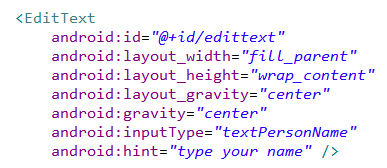 <EditText
android:id="@+id/edittext"
android:layout_width="fill_parent"
android:layout_height="wrap_content"
android:layout_gravity="center"
android:gravity="center"
android:inputType="textPersonName"
android:hint="type your name" />